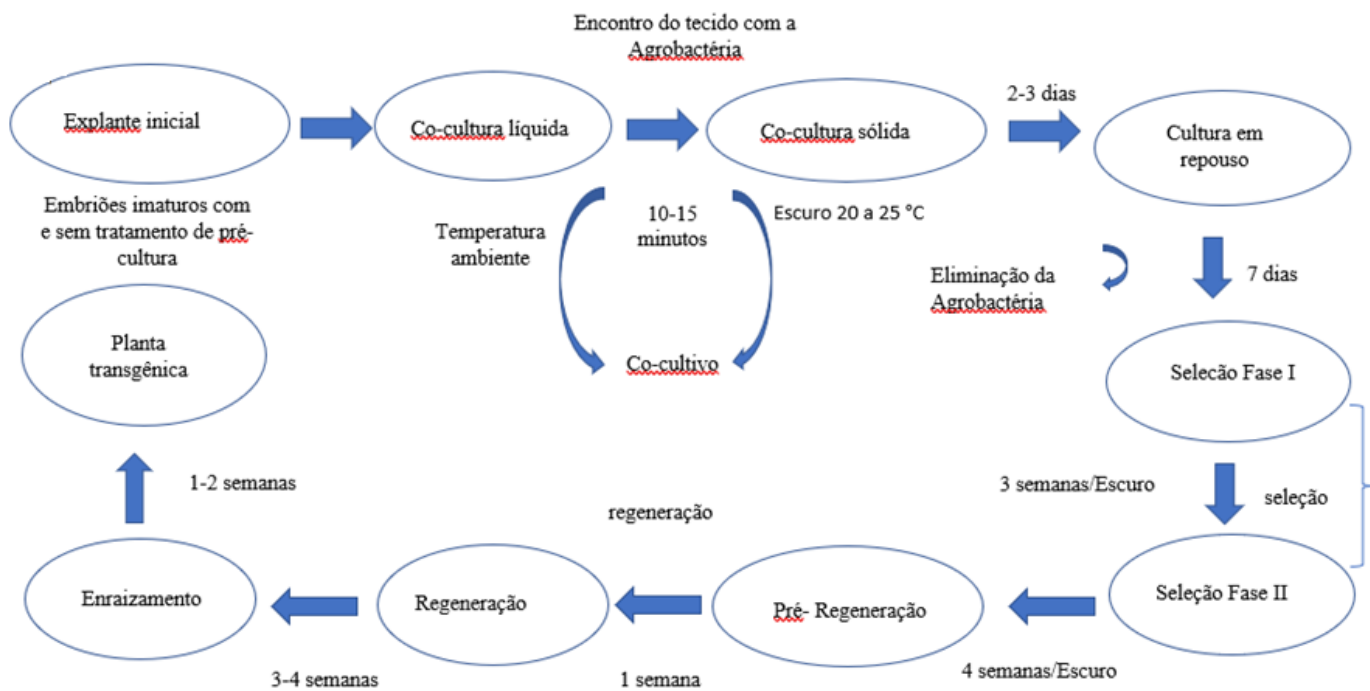 Encontro do tecido com a
Agrobactéria
Explante inicial
Co-cultura líquida
Co-cultura sólida
2-3 dias
Cultura em
repouso
Embriões imaturos com
e sem tratamento de pré-
cultura
Temperatura
ambiente
10-15
minutos
Escuro 20 a 25 °C
Eliminação da
Agrobactéria
7 dias
Co-cultivo
Planta
transgênica
Selecão Fase I
1-2 semanas
3 semanas/Escuro
seleção
regeneração
Enraizamento
Regeneração
Pré- Regeneração
Seleção Fase II
3-4 semanas
1 semana
4 semanas/Escuro